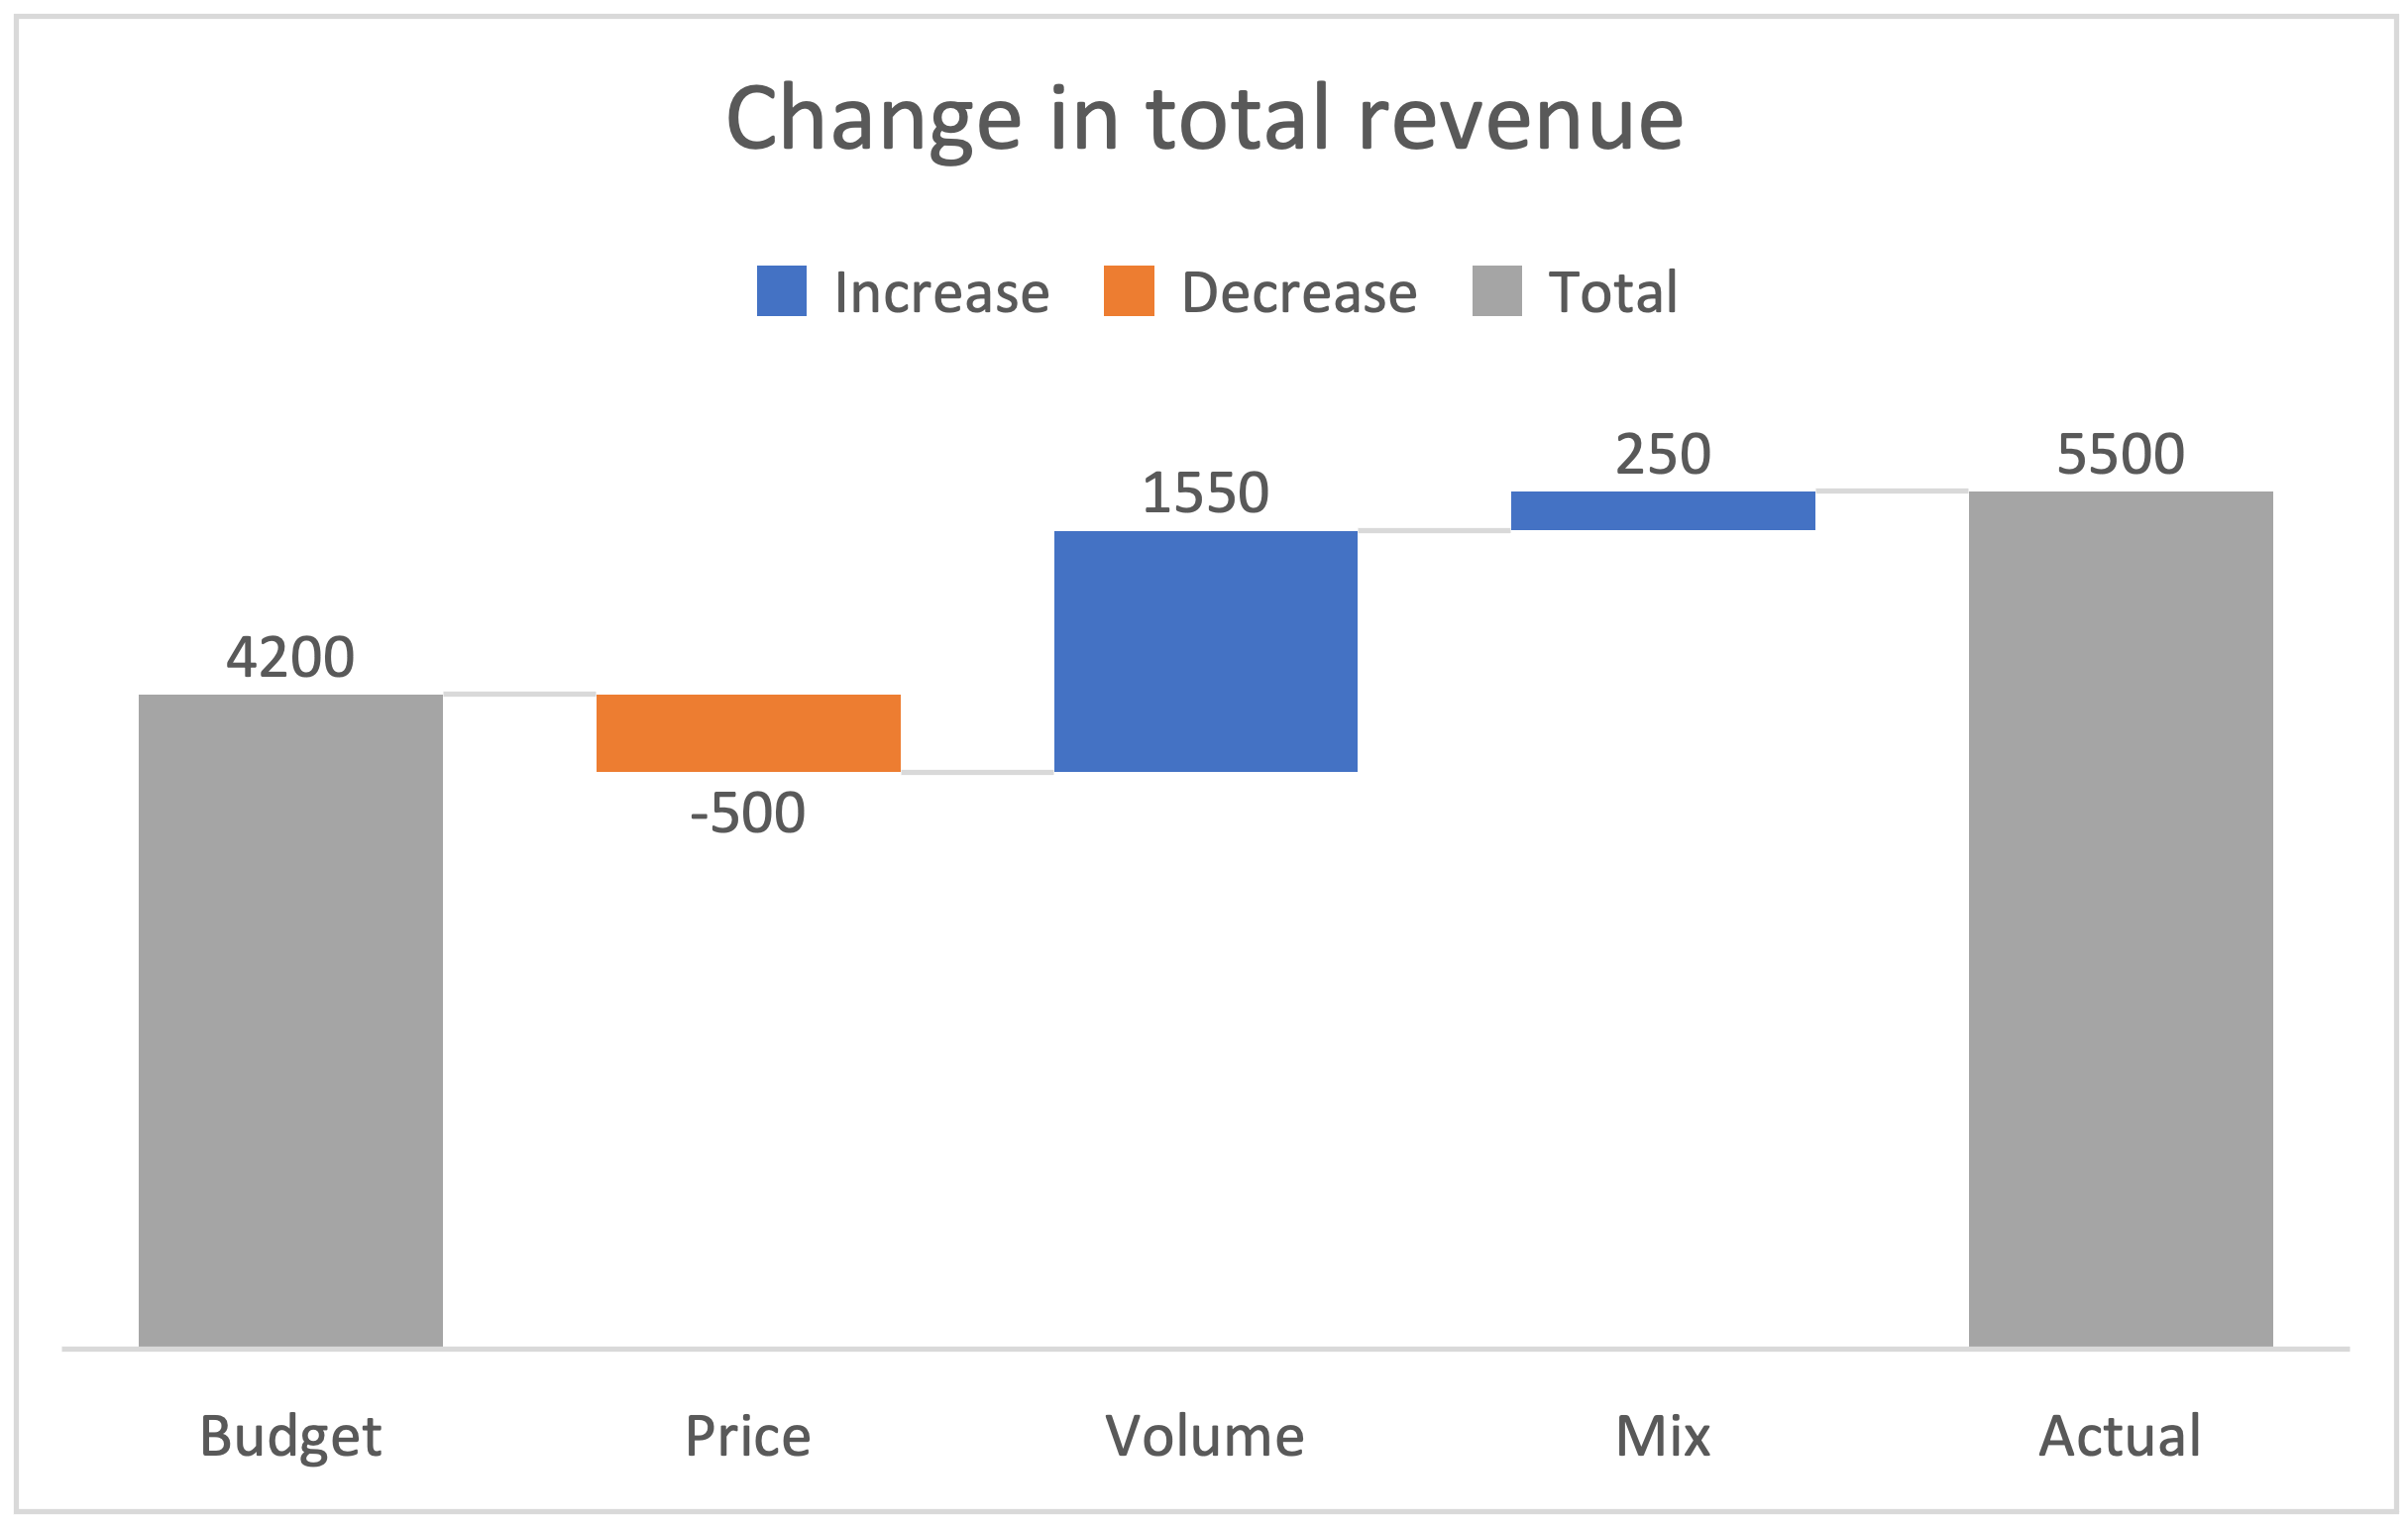 Change in total revenue
Increase Decrease Total
4200
-500
1550
250
5500
Budget Price Volume Mix Actual